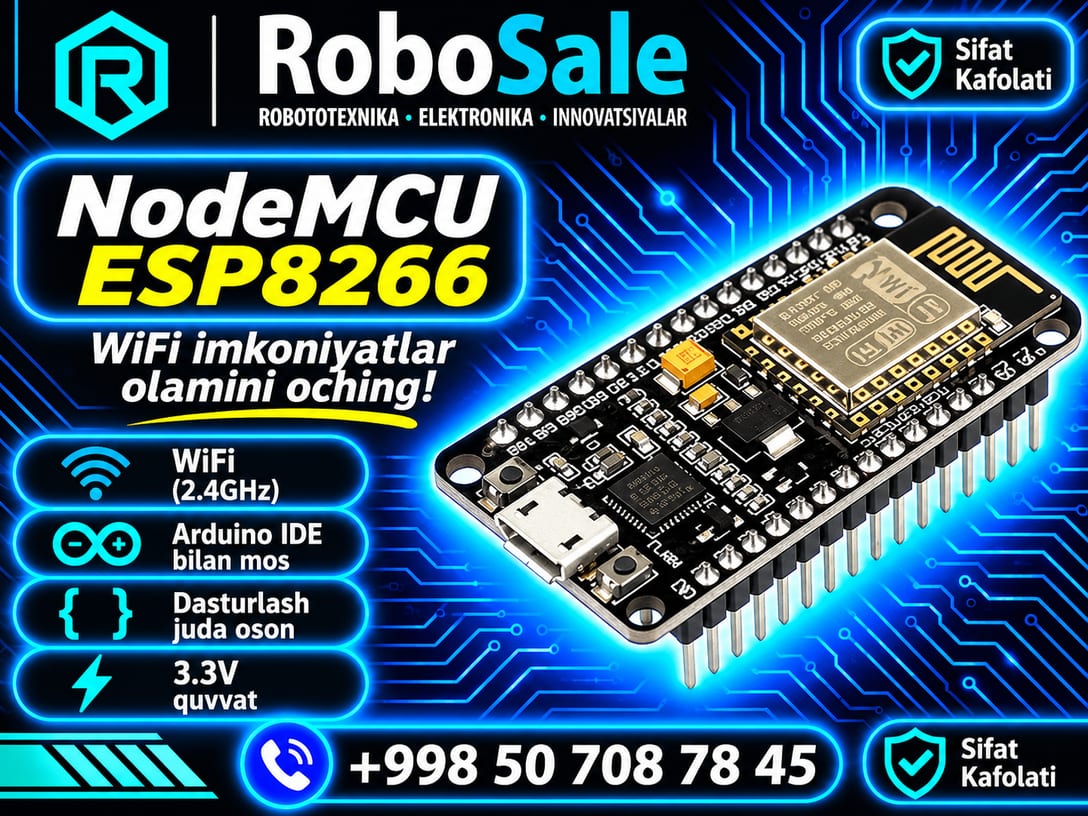 RoboSale
ROBOTOTEXNIKA • ELEKTRONIKA • INNOVATSIYALAR
Sifat
Kafolati
NodeMCU
ESP8266
WiFi imkoniyatlar
olamini oching!
WiFi
(2.4GHz)
Arduino IDE
bilan mos
{ } Dasturlash
juda oson
3.3V
quvvat
+998 50 708 78 45
Sifat
Kafolati